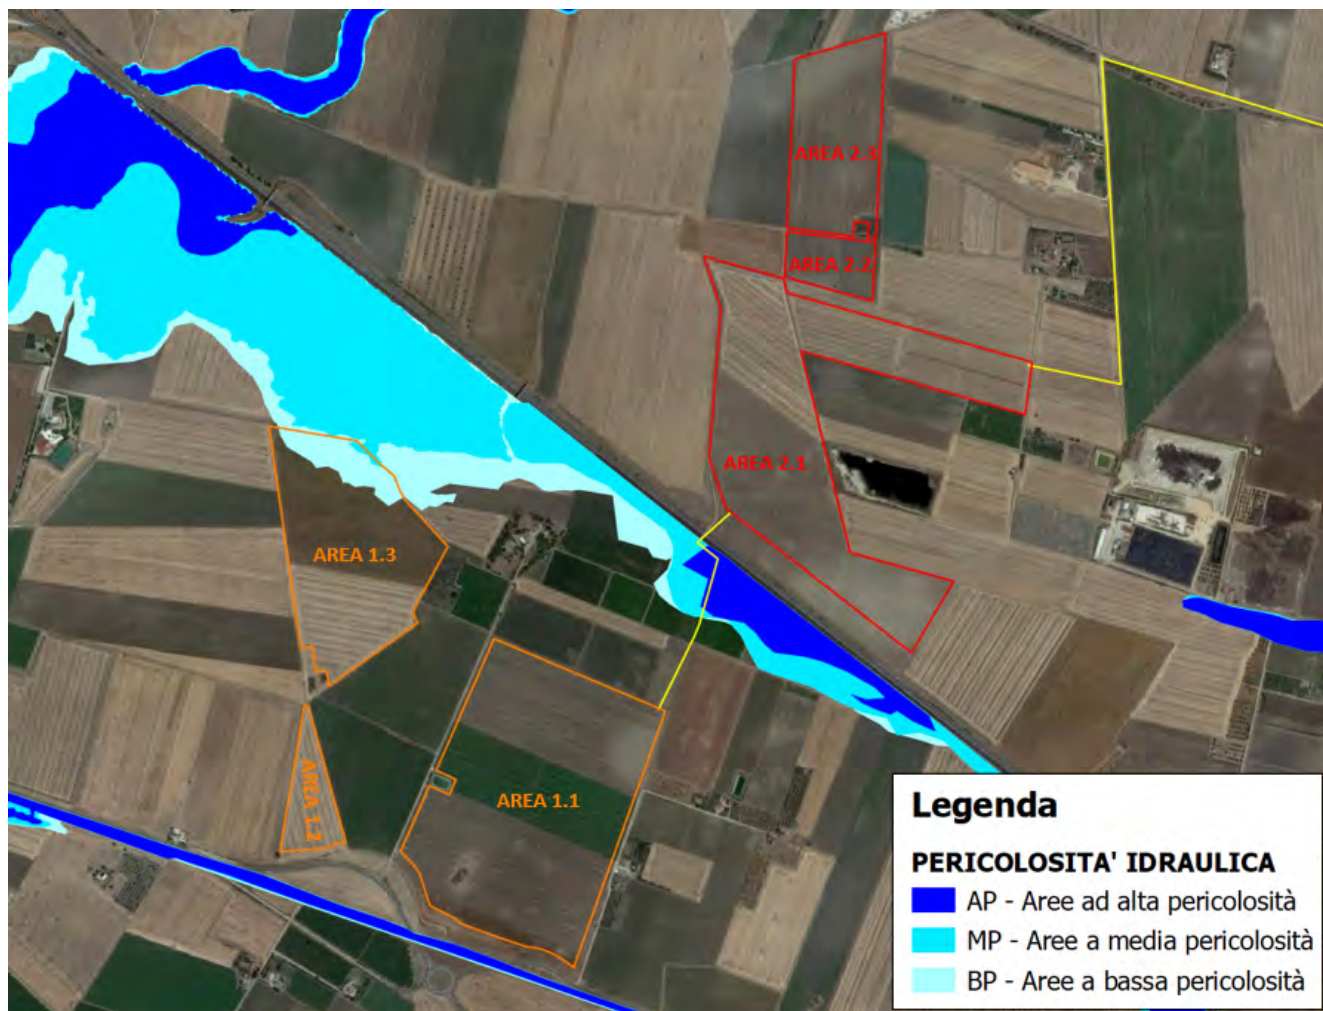 AREA 2.3
AREA 2.2
AREA 2.1
AREA 1.3
AREA 1.2
AREA 1.1
Legenda
PERICOLOSITA' IDRAULICA
AP - Aree ad alta pericolosità
MP - Aree a media pericolosità
BP - Aree a bassa pericolosità